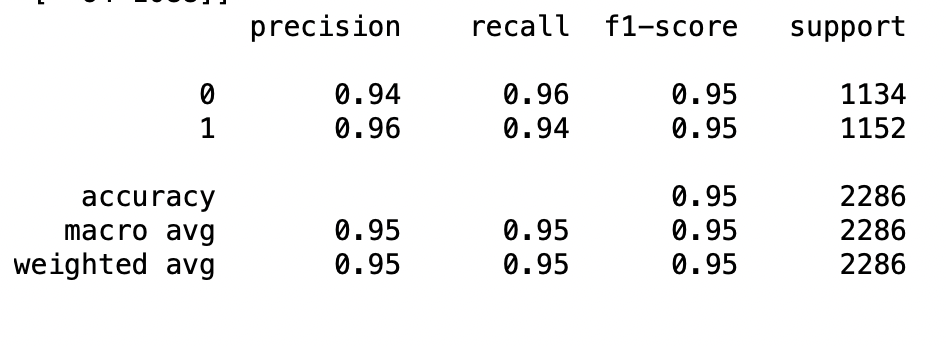 precision recall f1-score support
0 0.94 0.96 0.95 1134
1 0.96 0.94 0.95 1152
accuracy 0.95 2286
macro avg 0.95 0.95 0.95 2286
weighted avg 0.95 0.95 0.95 2286